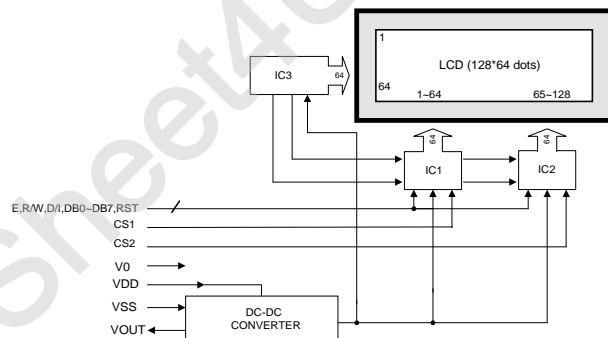 1
LCD (128*64 dots)
64
1~64
65~128
IC3
64
64
64
IC1
IC2
E,R/W,D/I,DB0~DB7,RST
CS1
CS2
V0
VDD
VSS
VOUT
DC-DC
CONVERTER